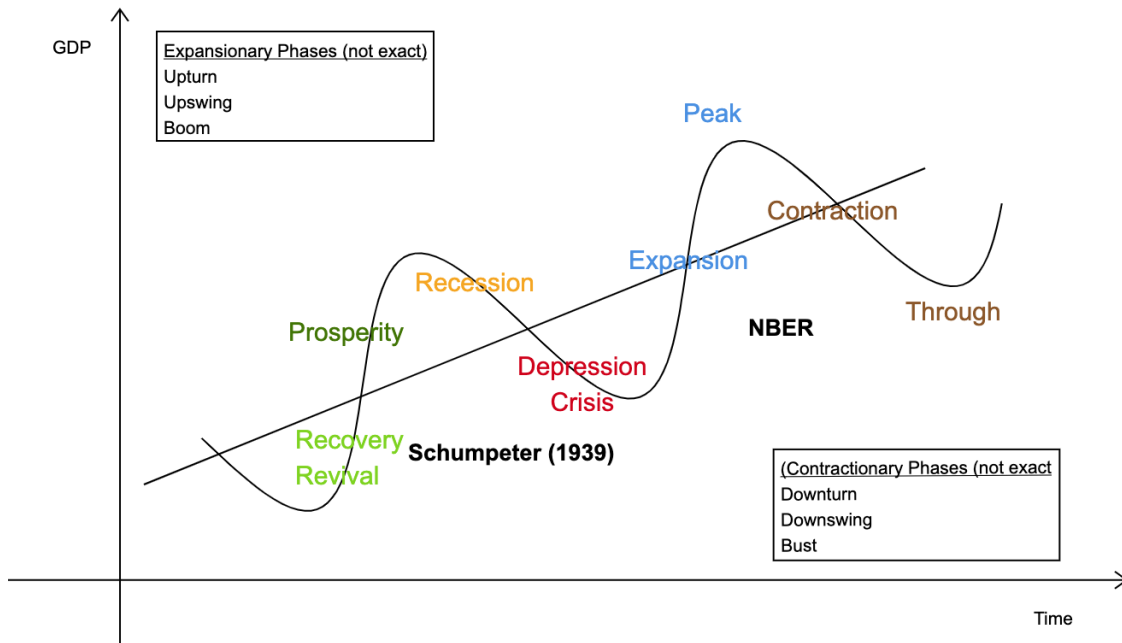 GDP
Expansionary Phases (not exact)
Upturn
Upswing
Boom
Peak
Contraction
Expansion
Recession
Through
NBER
Prosperity
Depression
Crisis
Recovery
Revival
Schumpeter (1939)
(Contractionary Phases (not exact
Downturn
Downswing
Bust
Time